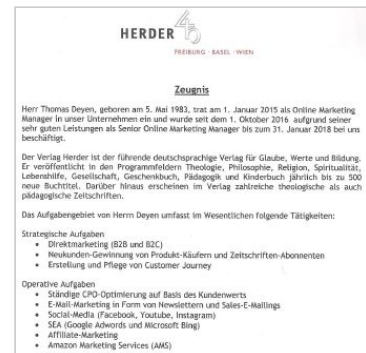 HERDER
FREIBURG · BASEL · WIEN
Zeugnis
Herr Thomas Deyen, geboren am 5. Mai 1983, trat am 1. Januar 2015 als Online Marketing
Manager in unser Unternehmen ein und wurde seit dem 1. Oktober 2016 aufgrund seiner
sehr guten Leistungen als Senior Online Marketing Manager bis zum 31. Januar 2018 bei uns
beschäftigt.
Der Verlag Herder ist der führende deutschsprachige Verlag für Glaube, Werte und Bildung.
Er veröffentlicht in den Programmfeldern Theologie, Philosophie, Religion, Spiritualität,
Lebenshilfe, Gesellschaft, Geschenkbuch, Pädagogik und Kinderbuch jährlich bis zu 500
neue Buchtitel. Darüber hinaus erscheinen im Verlag zahlreiche theologische als auch
pädagogische Zeitschriften.
Das Aufgabengebiet von Herrn Deyen umfasst im Wesentlichen folgende Tätigkeiten:
Strategische Aufgaben
• Direktmarketing (B2B und B2C)
• Neukunden-Gewinnung von Produkt-Käufern und Zeitschriften-Abonnenten
• Erstellung und Pflege von Customer Journey
Operative Aufgaben
• Ständige CPO-Optimierung auf Basis des Kundenwerts
• E-Mail-Marketing in Form von Newslettern und Sales-E-Mailings
• Social-Media (Facebook, Youtube, Instagram)
• SEA (Google Adwords und Microsoft Bing)
• Affiliate-Marketing
• Amazon Marketing Services (AMS)